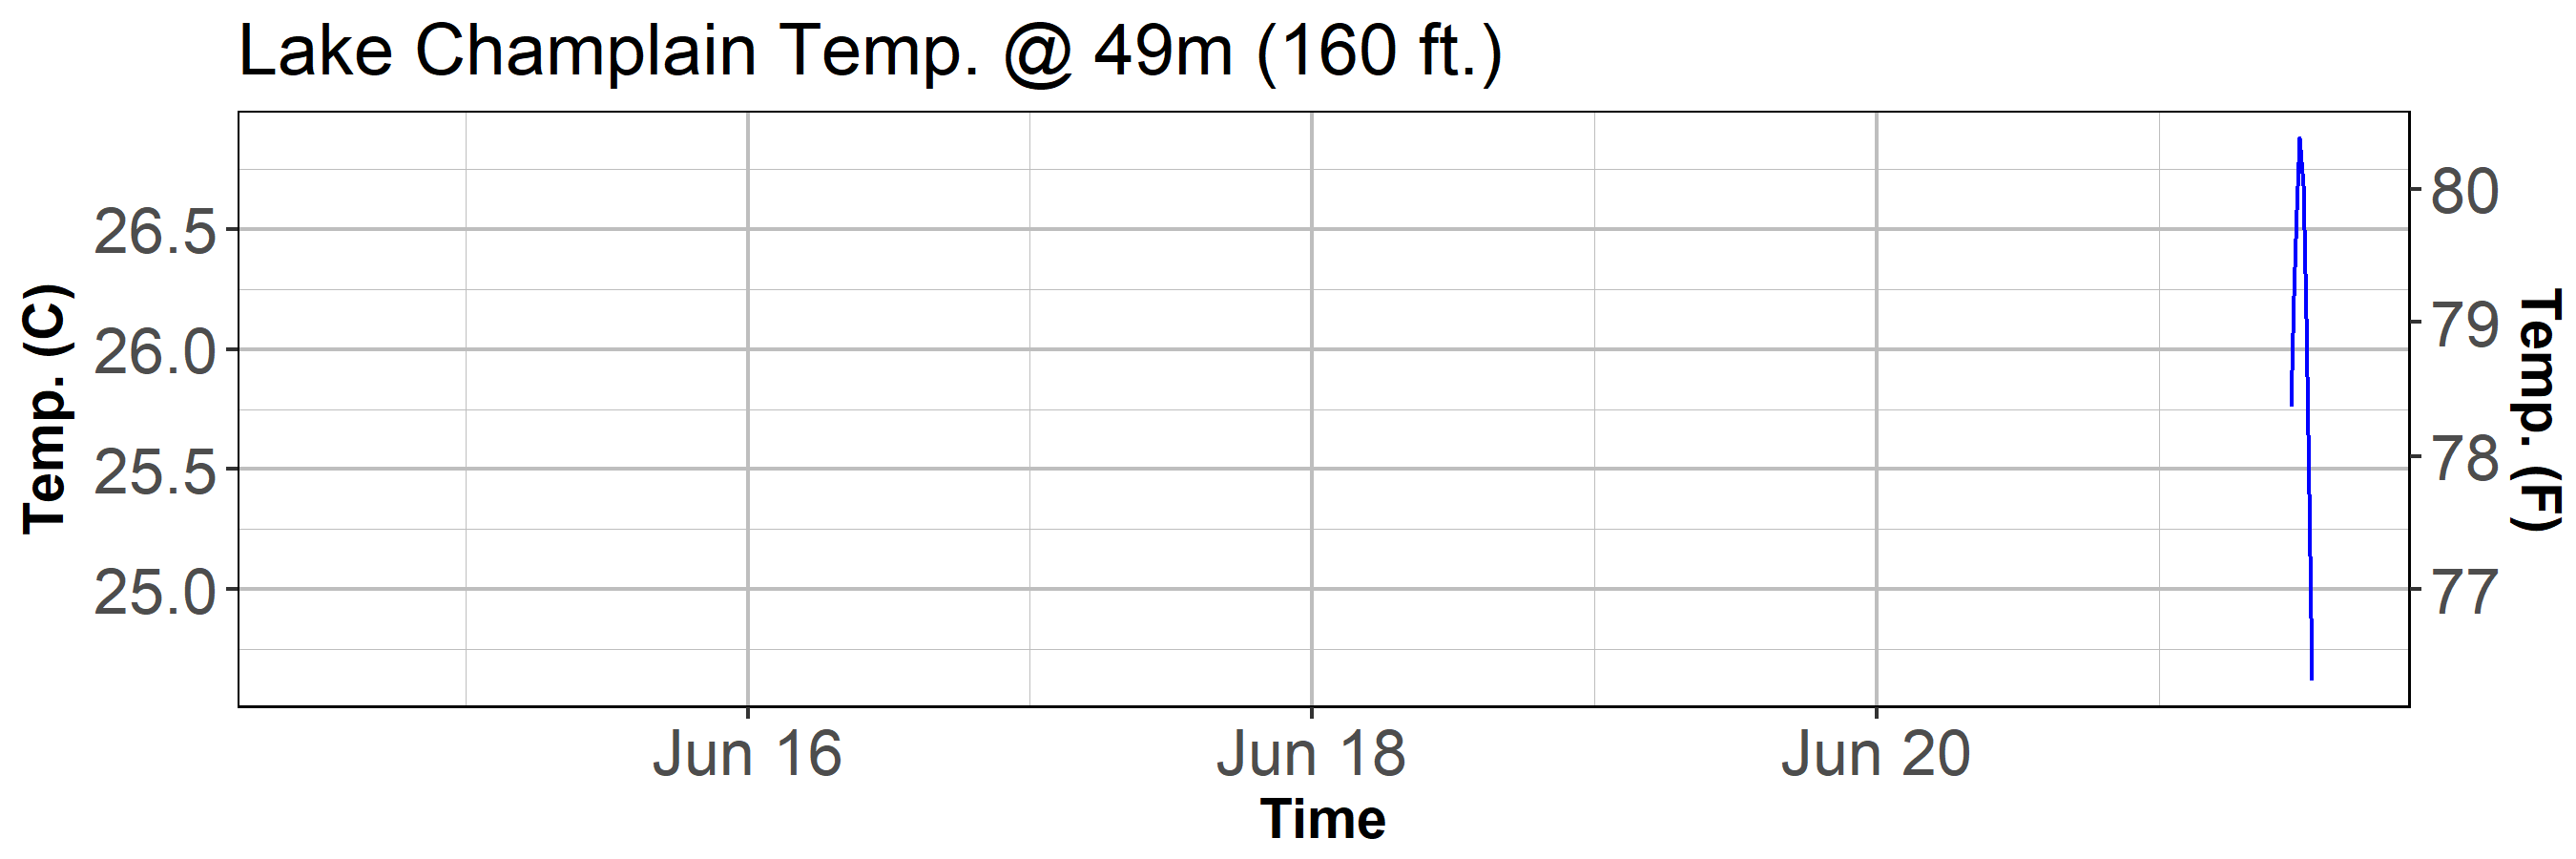 Lake Champlain Temp. @ 49m (160 ft.)
Temp. (C)
26.5
26.0
25.5
25.0
80
79
78
77
Temp. (F)
Jun 16 Jun 18 Jun 20
Time